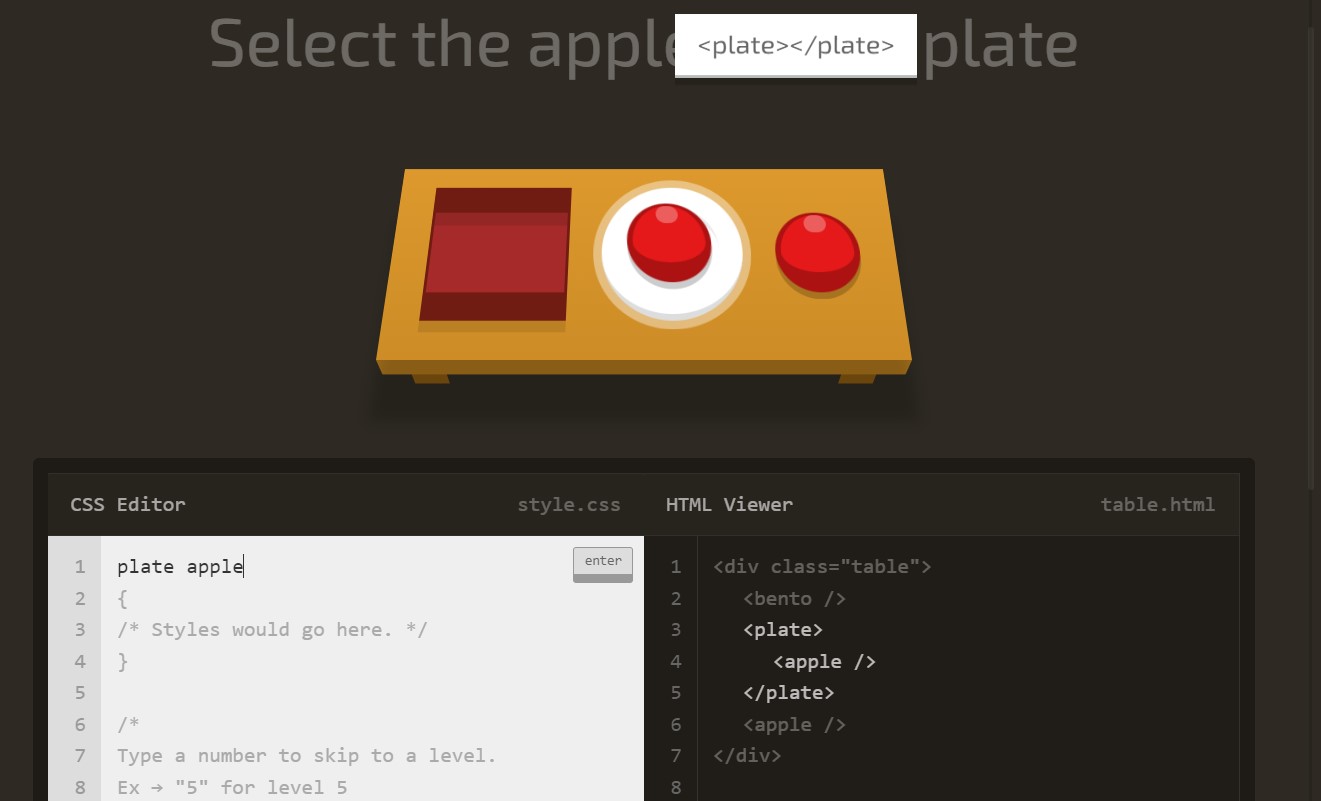 Select the apple plate
<plate></plate>
CSS Editor style.css
HTML Viewer table.html
1 plate apple enter
2 {
3 /* Styles would go here. */
4 }
5
6 /*
7 Type a number to skip to a level.
8 Ex → "5" for level 5
1 <div class="table">
2 <bento />
3 <plate>
4 <apple />
5 </plate>
6 <apple />
7 </div>
8